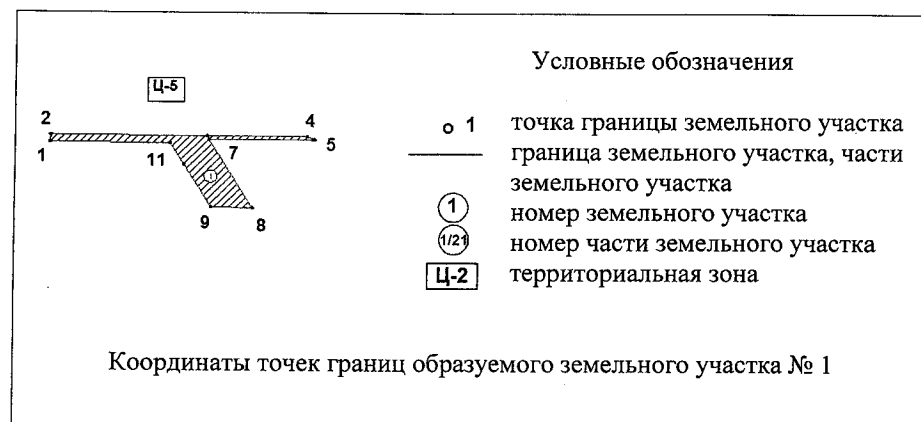 Условные обозначения
Ц-5
2
4
1
5
11
7
1
9
8
1 точка границы земельного участка
граница земельного участка, части
земельного участка
1 номер земельного участка
1/21 номер части земельного участка
Ц-2 территориальная зона
Координаты точек границ образуемого земельного участка № 1